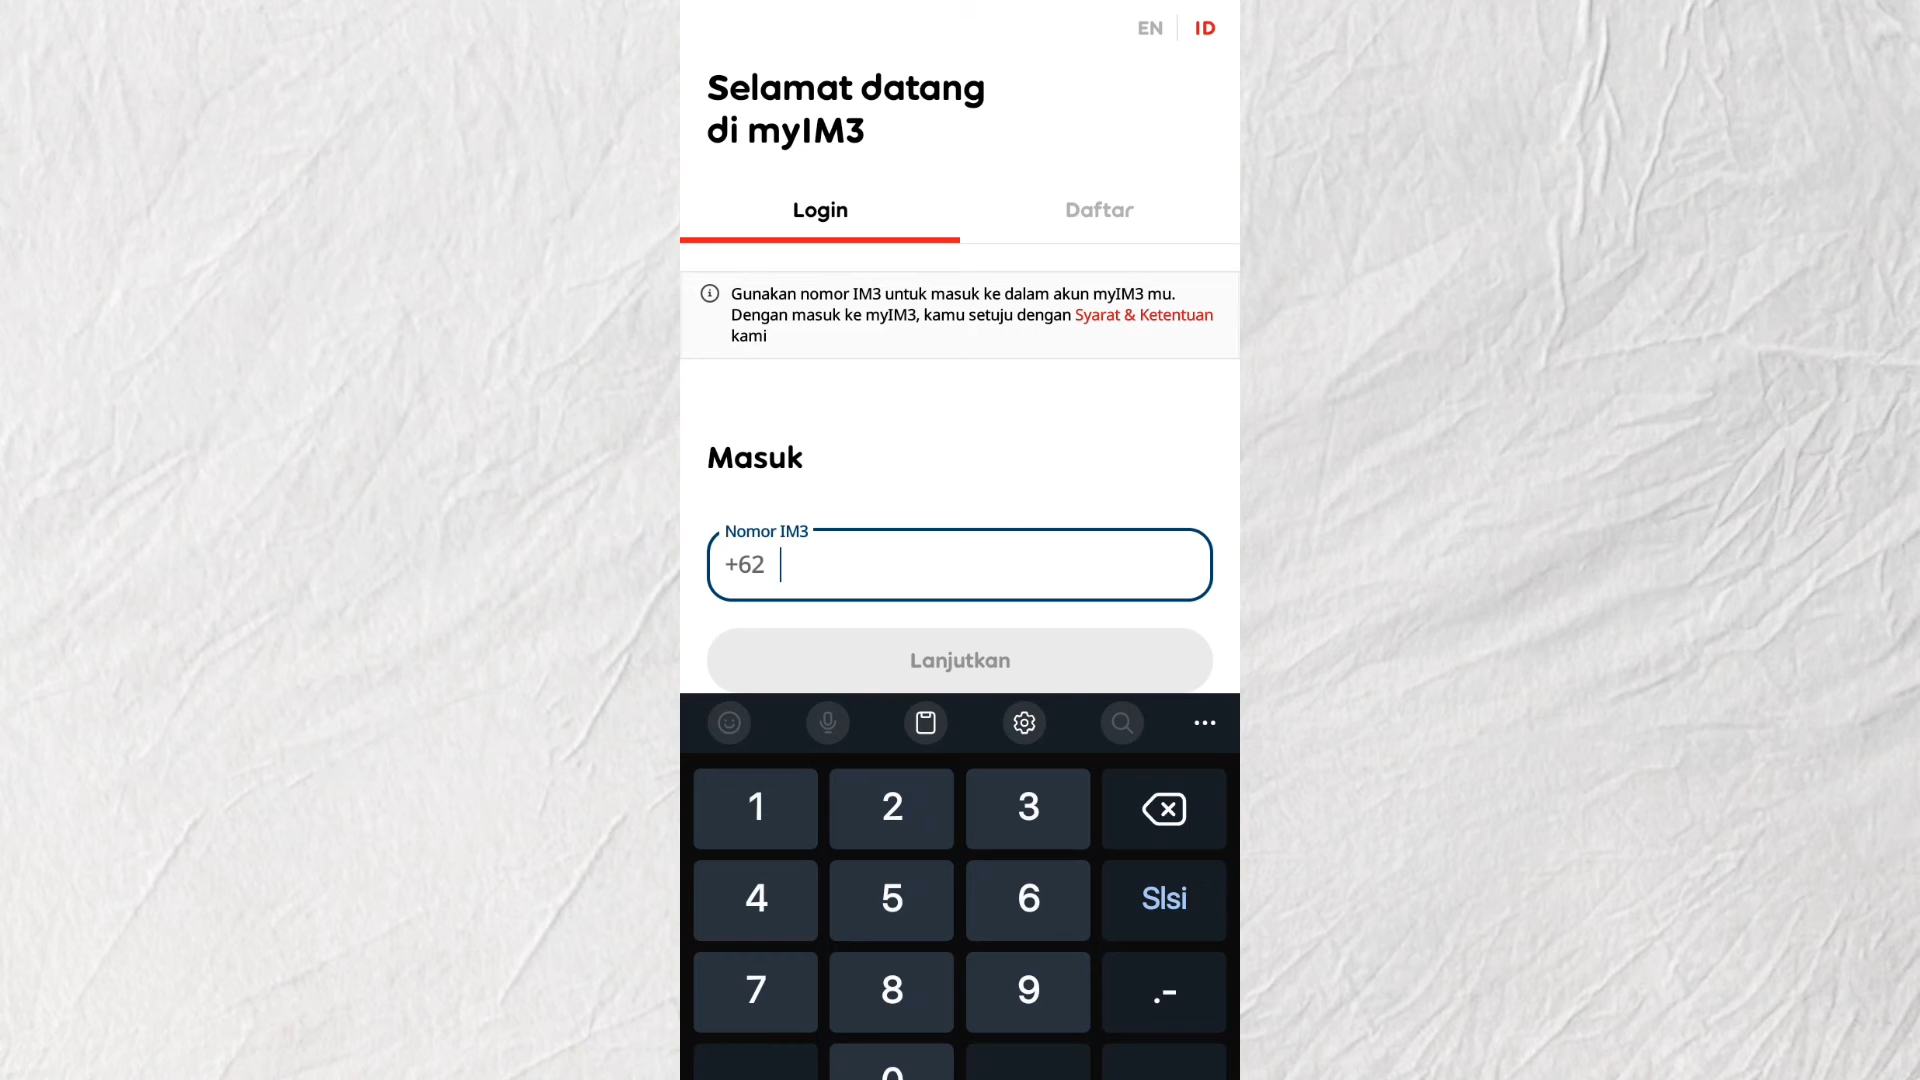 EN ID
Selamat datang
di myIM3
Login Daftar
Gunakan nomor IM3 untuk masuk ke dalam akun myIM3 mu.
Dengan masuk ke myIM3, kamu setuju dengan Syarat & Ketentuan
kami
Masuk
Nomor IM3
+62
Lanjutkan
1 2 3
4 5 6 Slsi
7 8 9 .-
0